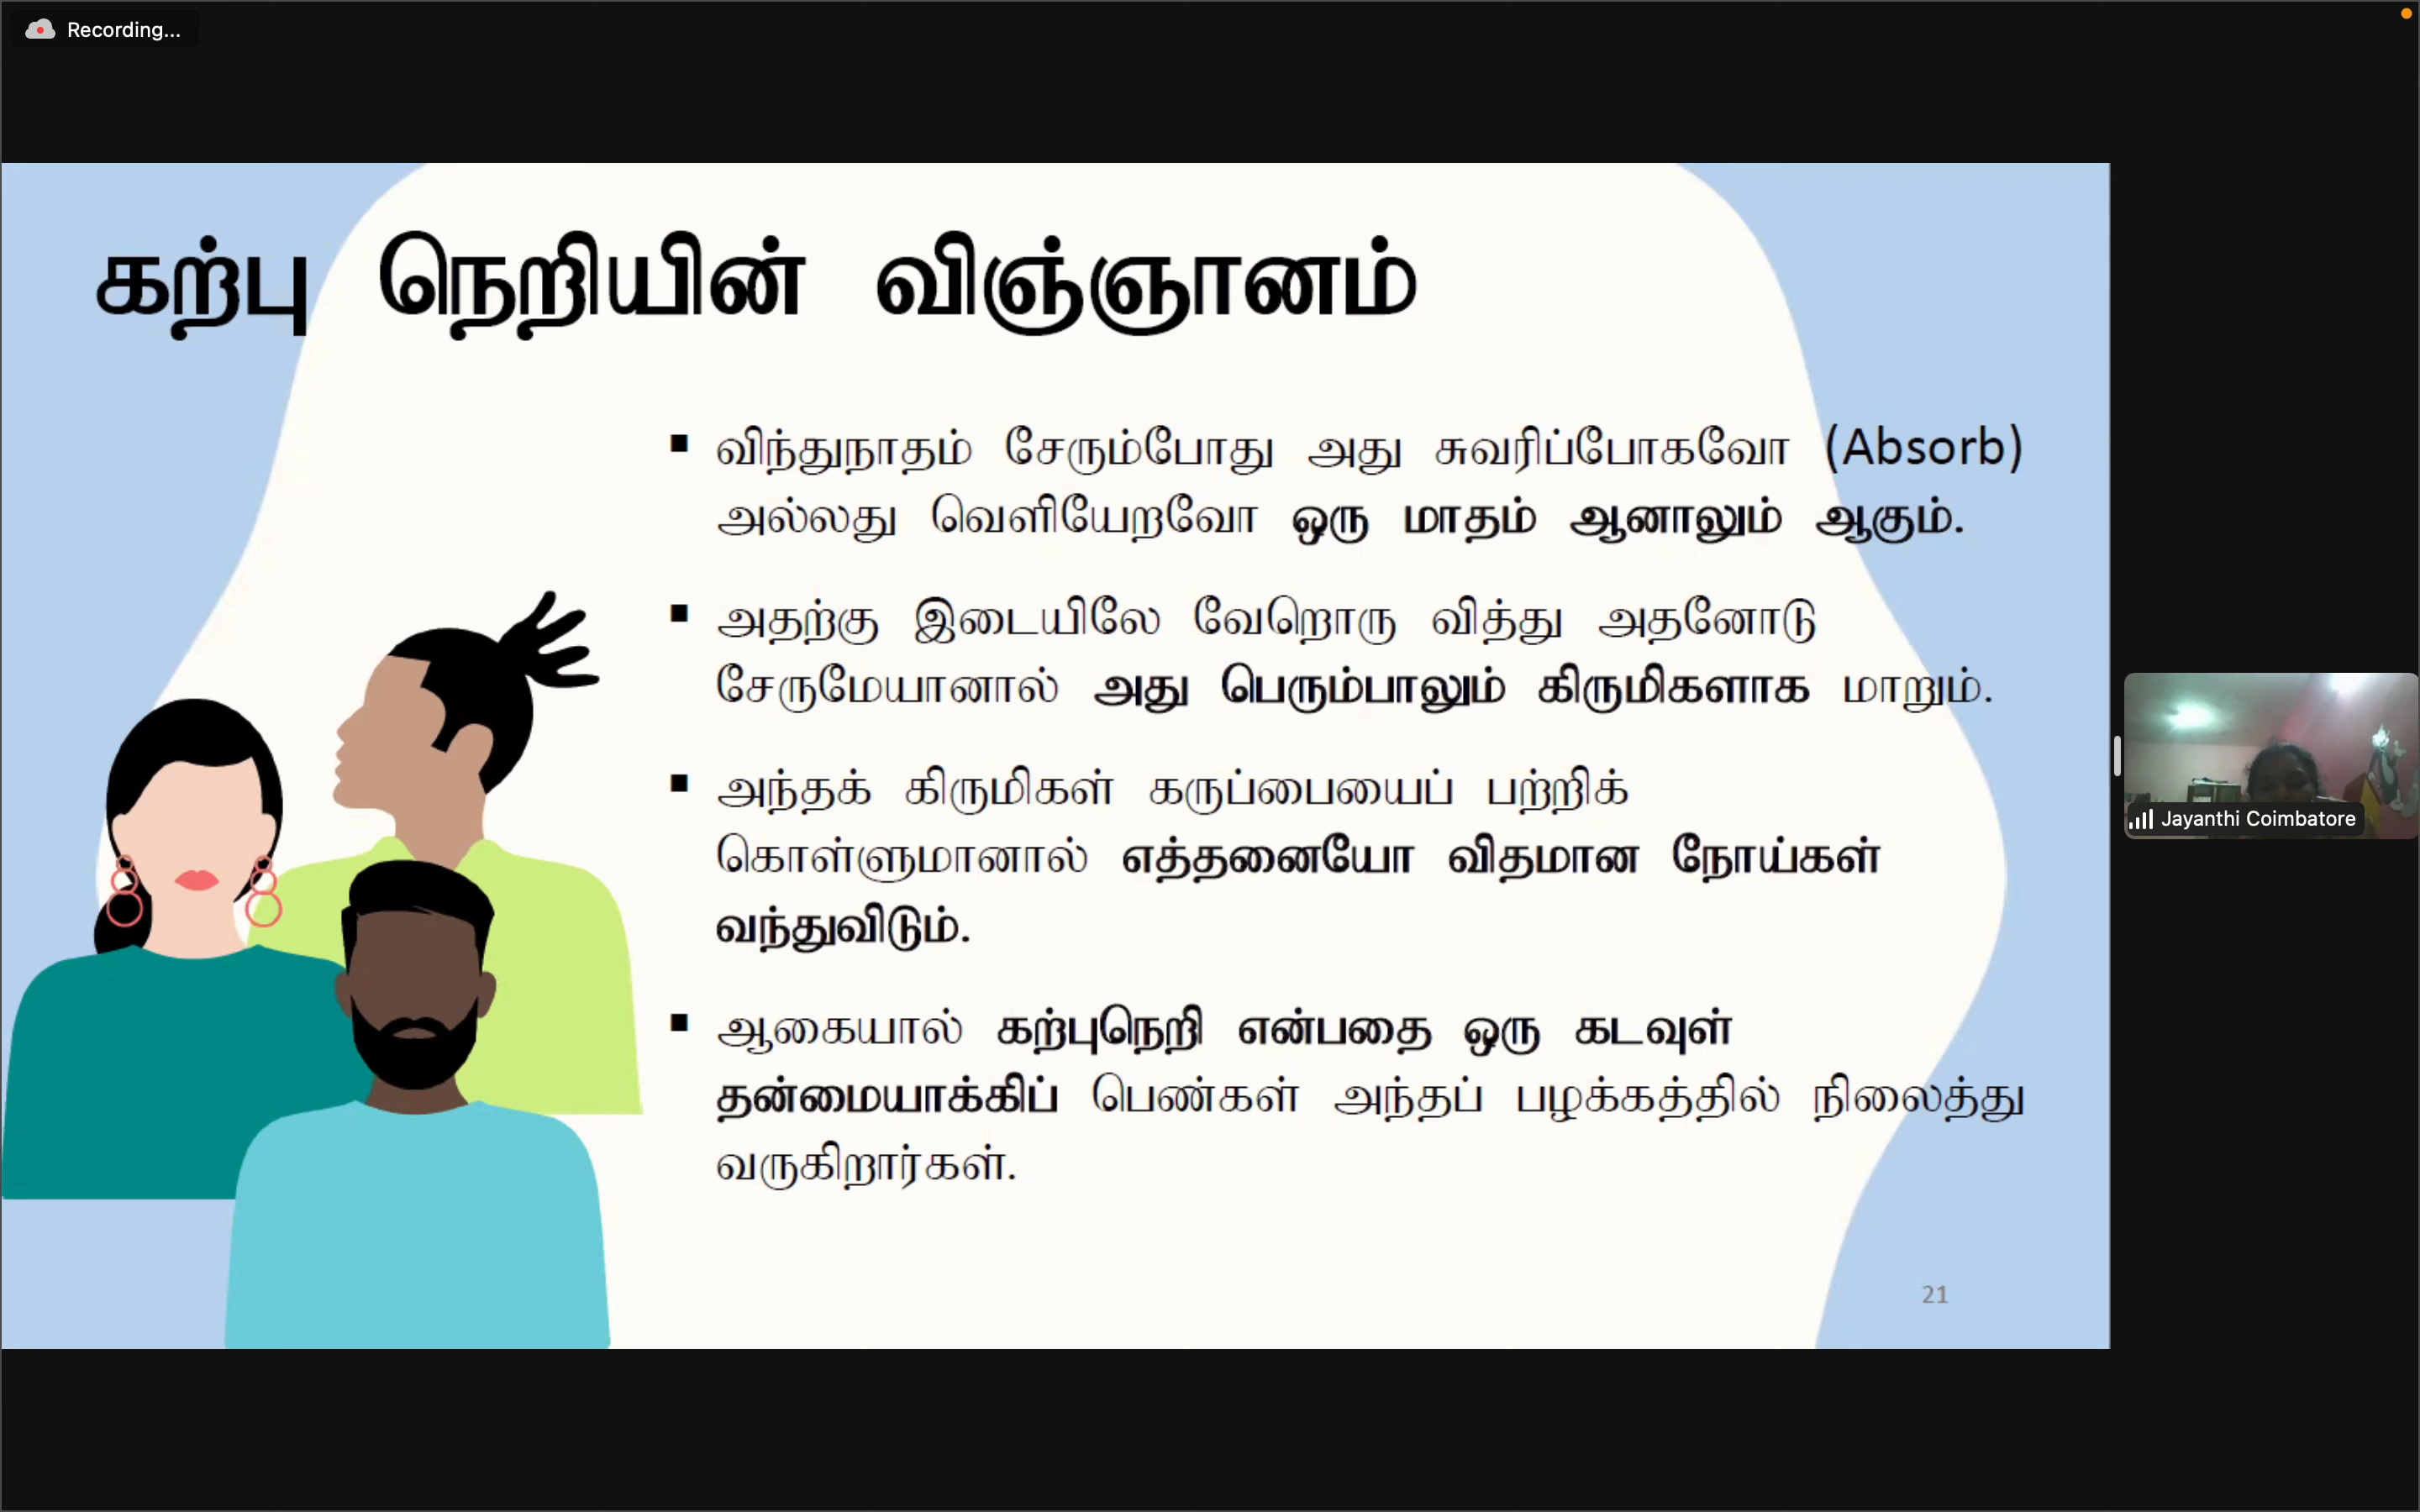 Recording...
கற்பு நெறியின் விஞ்ஞானம்
▪ விந்துநாதம் சேரும்போது அது சுவரிப்போகவோ (Absorb)
அல்லது வெளியேறவோ ஒரு மாதம் ஆனாலும் ஆகும்.
▪ அதற்கு இடையிலே வேறொரு வித்து அதனோடு
சேருமேயானால் அது பெரும்பாலும் கிருமிகளாக மாறும்.
▪ அந்தக் கிருமிகள் கருப்பையைப் பற்றிக்
கொள்ளுமானால் எத்தனையோ விதமான நோய்கள்
வந்துவிடும்.
▪ ஆகையால் கற்புநெறி என்பதை ஒரு கடவுள்
தன்மையாக்கிப் பெண்கள் அந்தப் பழக்கத்தில் நிலைத்து
வருகிறார்கள்.
21
Jayanthi Coimbatore